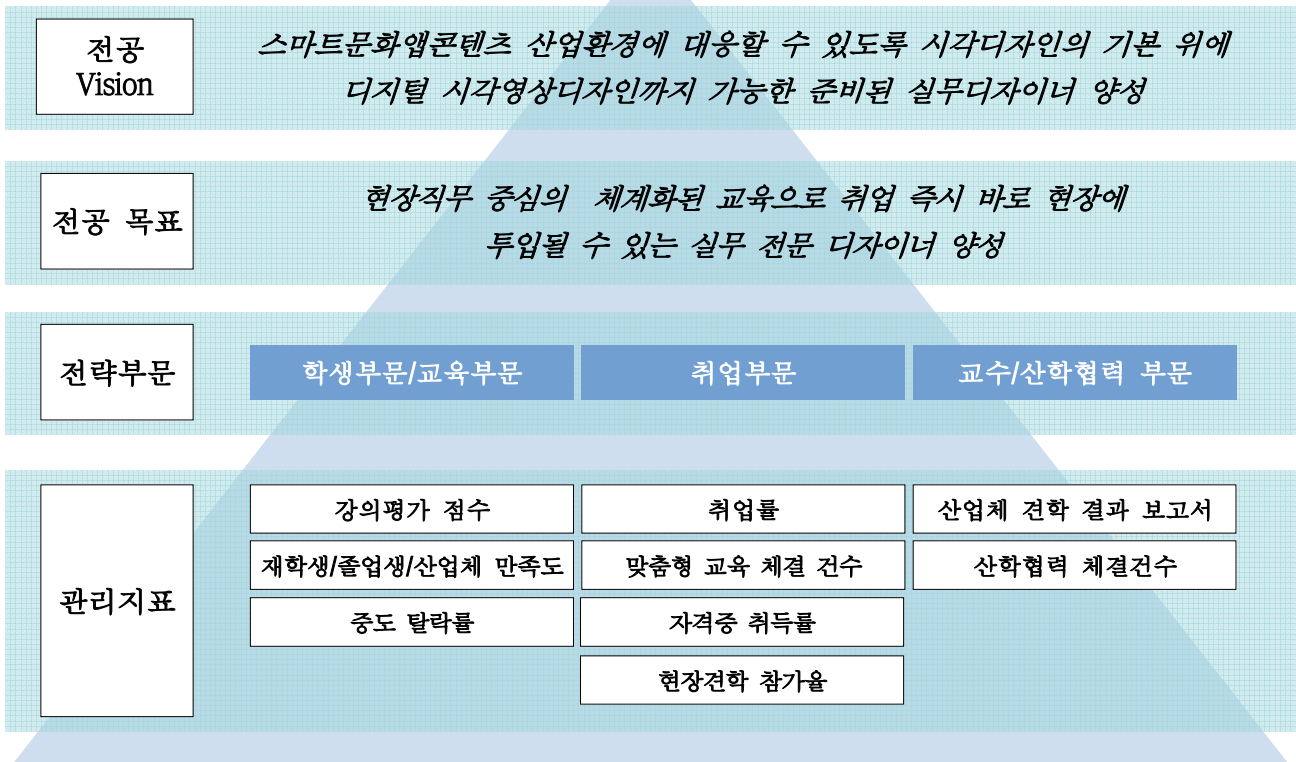 전공
Vision
스마트문화앱콘텐츠 산업환경에 대응할 수 있도록 시각디자인의 기본 위에
디지털 시각영상디자인까지 가능한 준비된 실무디자이너 양성
전공 목표
현장직무 중심의 체계화된 교육으로 취업 즉시 바로 현장에
투입될 수 있는 실무 전문 디자이너 양성
전략부문
학생부문/교육부문
취업부문
교수/산학협력 부문
관리지표
강의평가 점수
취업률
산업체 견학 결과 보고서
재학생/졸업생/산업체 만족도
맞춤형 교육 체결 건수
산학협력 체결건수
중도 탈락률
자격증 취득률
현장견학 참가율